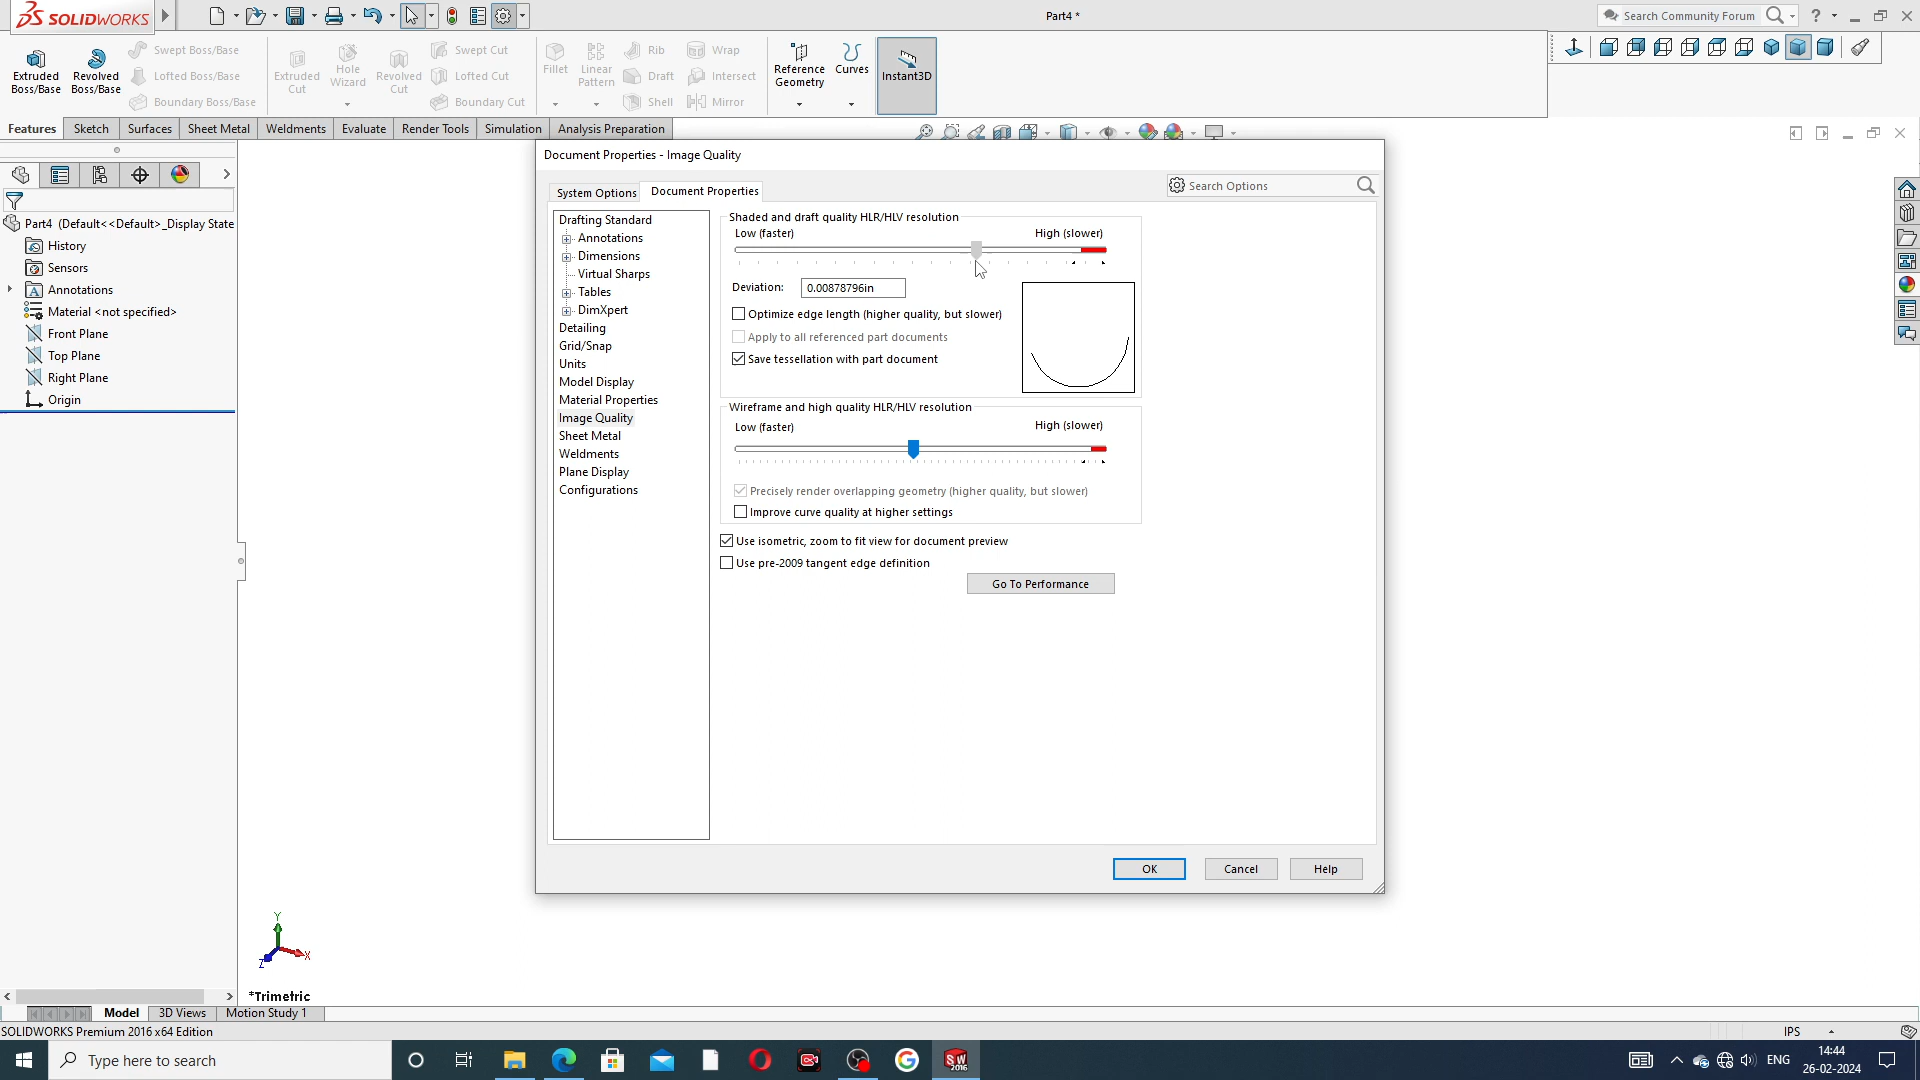 SOLIDWORKS
Part4 *
Search Community Forum
?
Extruded Boss/Base
Revolved Boss/Base
Swept Boss/Base
Lofted Boss/Base
Boundary Boss/Base
Extruded Cut
Hole Wizard
Revolved Cut
Swept Cut
Lofted Cut
Boundary Cut
Fillet
Linear Pattern
Rib
Draft
Shell
Wrap
Intersect
Mirror
Reference Geometry
Curves
Instant3D
Features
Sketch
Surfaces
Sheet Metal
Weldments
Evaluate
Render Tools
Simulation
Analysis Preparation
Part4 (Default<<Default>_Display State
History
Sensors
Annotations
Material <not specified>
Front Plane
Top Plane
Right Plane
Origin
Document Properties - Image Quality
System Options
Document Properties
Search Options
Drafting Standard
Annotations
Dimensions
Virtual Sharps
Tables
DimXpert
Detailing
Grid/Snap
Units
Model Display
Material Properties
Image Quality
Sheet Metal
Weldments
Plane Display
Configurations
Shaded and draft quality HLR/HLV resolution
Low (faster)
High (slower)
Deviation:
0.00878796in
Optimize edge length (higher quality, but slower)
Apply to all referenced part documents
Save tessellation with part document
Wireframe and high quality HLR/HLV resolution
Low (faster)
High (slower)
Precisely render overlapping geometry (higher quality, but slower)
Improve curve quality at higher settings
Use isometric, zoom to fit view for document preview
Use pre-2009 tangent edge definition
Go To Performance
OK
Cancel
Help
Y
X
Z
*Trimetric
Model
3D Views
Motion Study 1
SOLIDWORKS Premium 2016 x64 Edition
IPS
Type here to search
SW
2016
ENG
14:44
26-02-2024